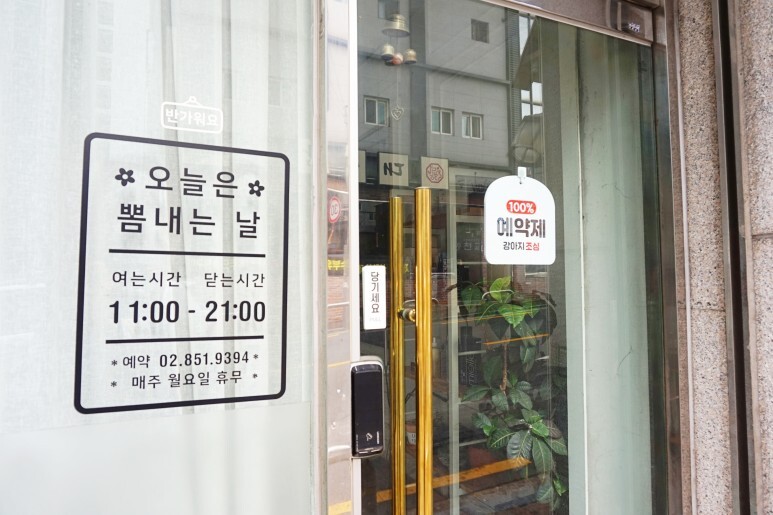 반가워요
오늘은
뽐내는 날
여는시간 닫는시간
11:00 - 21:00
* 예약 02.851.9394 *
* 매주 월요일 휴무 *
당기세요
100%
예약제
강아지조심